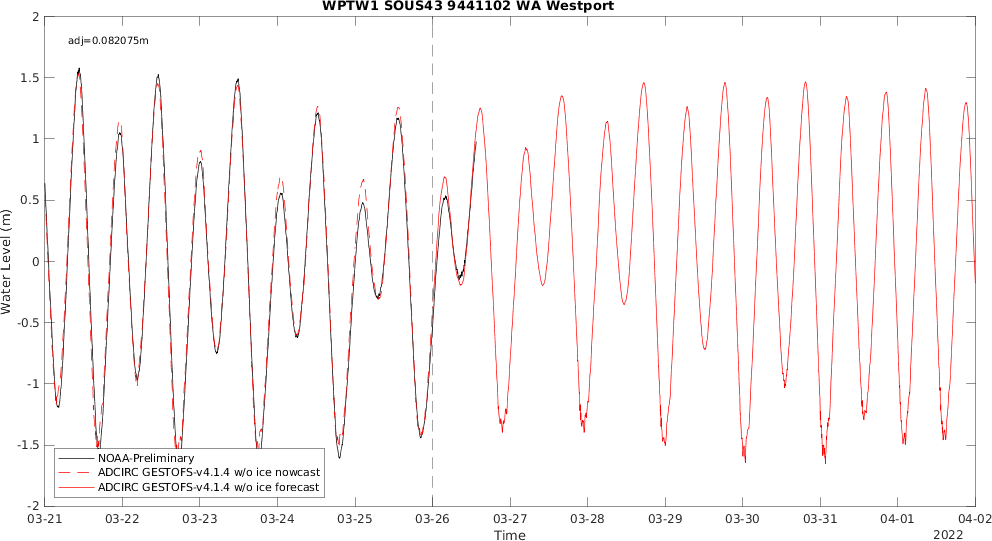 WPTW1 SOUS43 9441102 WA Westport
adj=0.082075m
Water Level (m)
2
1.5
1
0.5
0
-0.5
-1
-1.5
-2
NOAA-Preliminary
ADCIRC GESTOFS-v4.1.4 w/o ice nowcast
ADCIRC GESTOFS-v4.1.4 w/o ice forecast
03-21 03-22 03-23 03-24 03-25 03-26 03-27 03-28 03-29 03-30 03-31 04-01 04-02
Time
2022